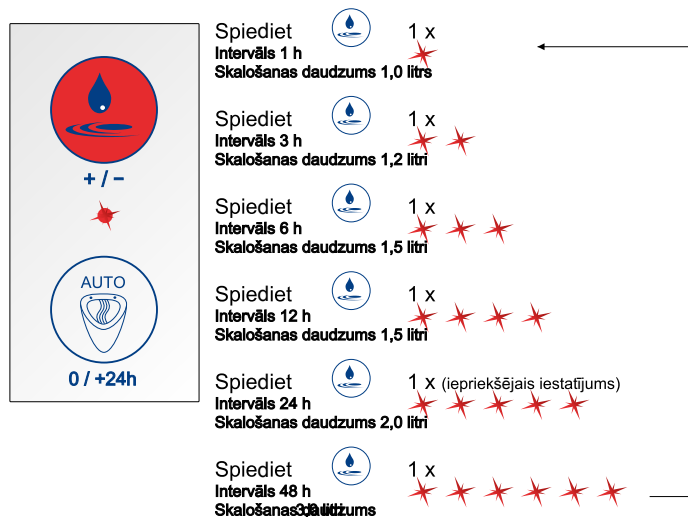 + / −
AUTO
0 / +24h
Spiediet 1 x
Intervāls 1 h
Skalošanas daudzums 1,0 litrs
Spiediet 1 x
Intervāls 3 h
Skalošanas daudzums 1,2 litri
Spiediet 1 x
Intervāls 6 h
Skalošanas daudzums 1,5 litri
Spiediet 1 x
Intervāls 12 h
Skalošanas daudzums 1,5 litri
Spiediet 1 x (iepriekšējais iestatījums)
Intervāls 24 h
Skalošanas daudzums 2,0 litri
Spiediet 1 x
Intervāls 48 h
Skalošanas daudzums